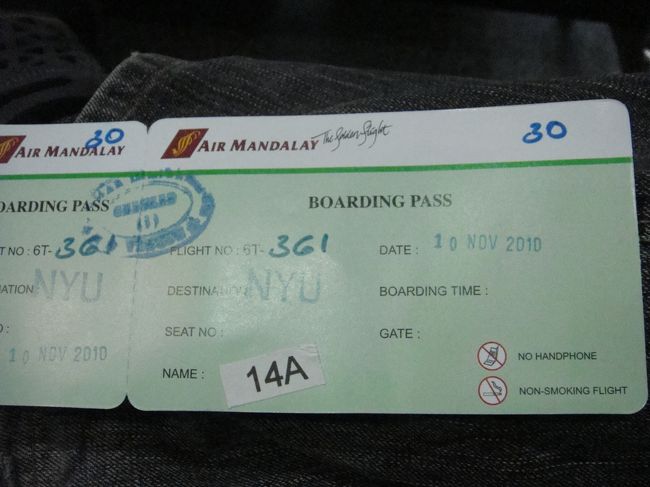 30
AIR MANDALAY
OARDING PASS
T NO : 6T-361
NATION NYU
10 NOV 2010
AIR MANDALAY The Golden Flight 30
BOARDING PASS
FLIGHT NO : 6T-361 DATE : 10 NOV 2010
DESTINATION NYU BOARDING TIME :
SEAT NO : GATE :
NO HANDPHONE
NAME : 14A
NON-SMOKING FLIGHT